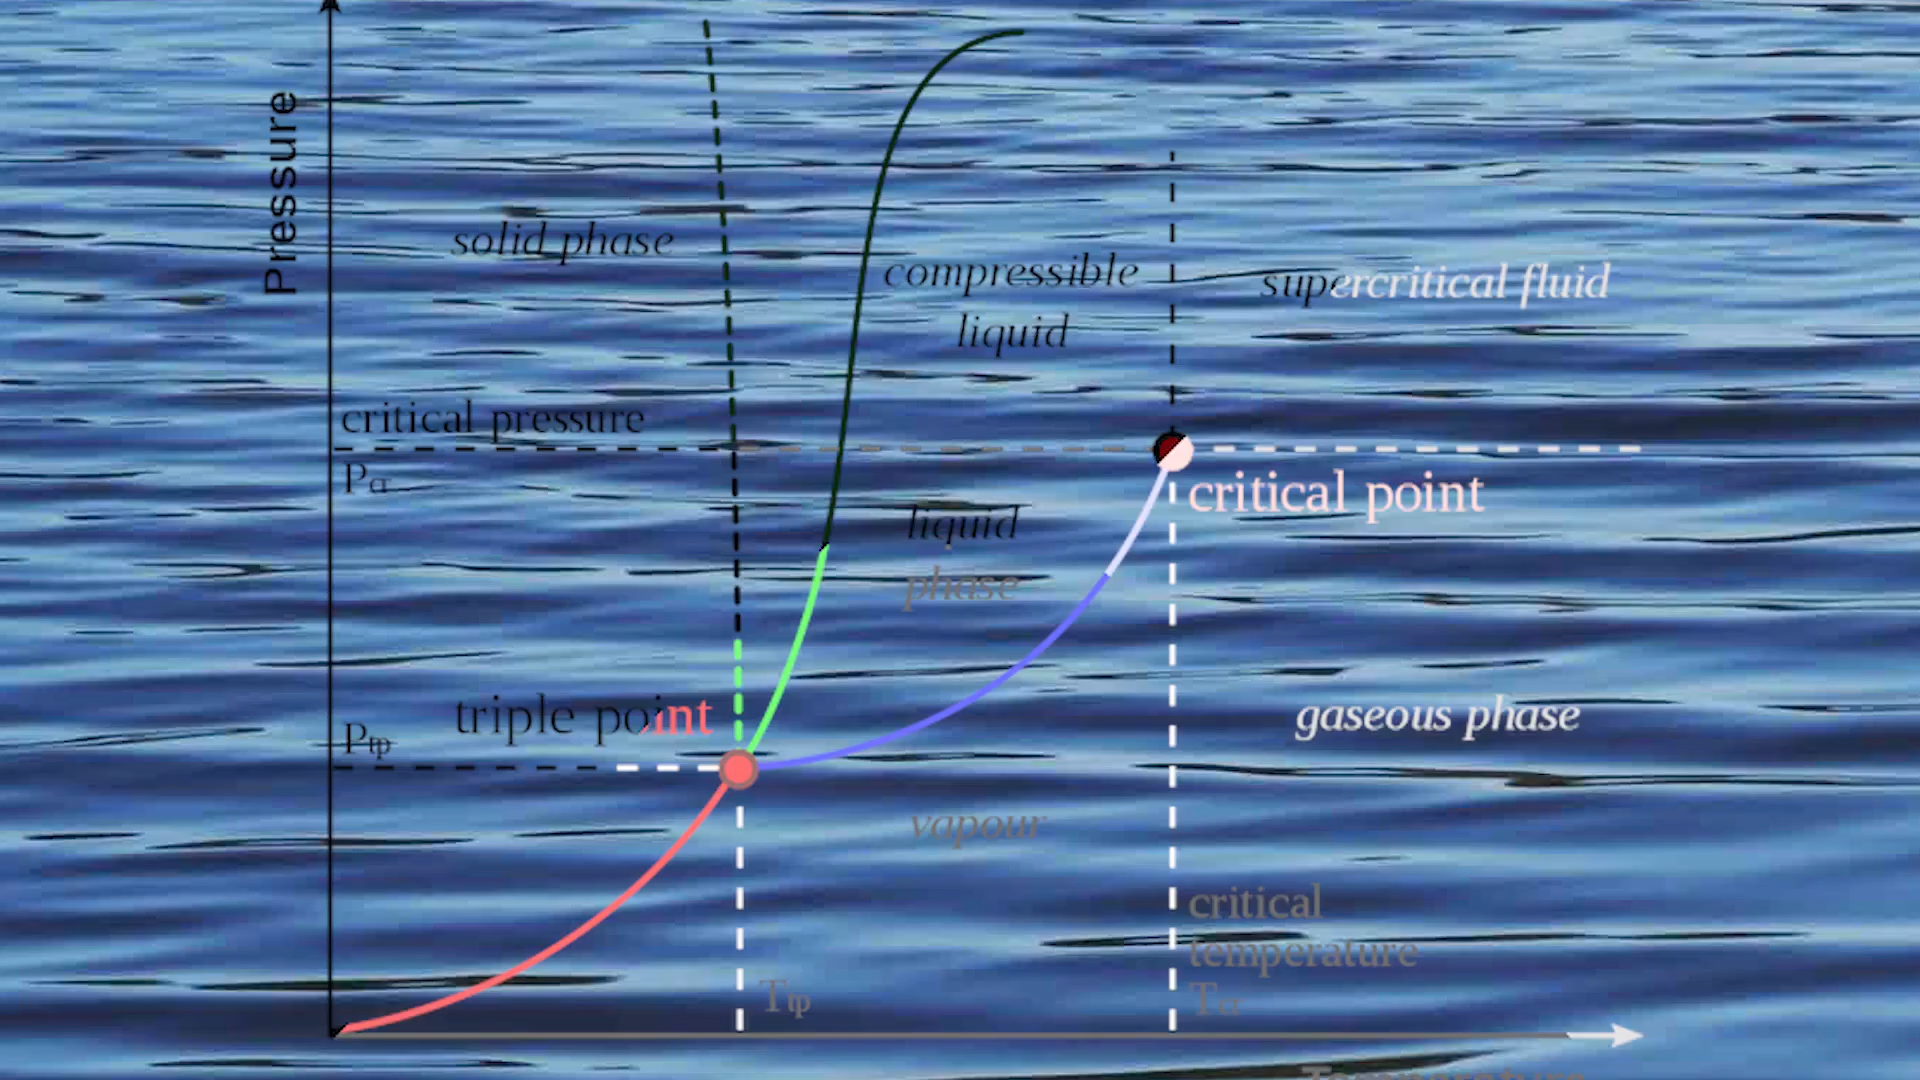 Pressure
solid phase
compressible
liquid
supercritical fluid
critical pressure
Pcr
critical point
liquid
phase
triple point
Ptp
gaseous phase
vapour
critical
temperature
Ttp
Tcr
Temperature